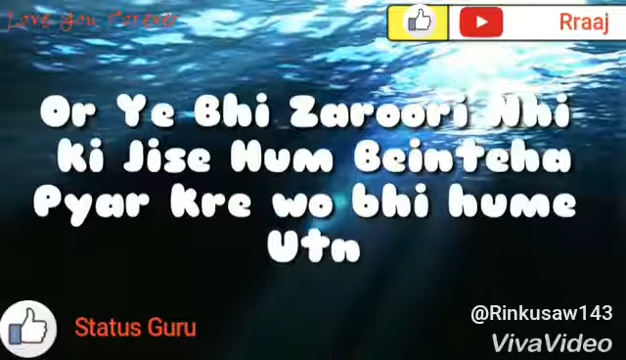 Love You Forever
Rraaj
Or Ye Bhi Zaroori Nhi
Ki Jise Hum Beinteha
Pyar Kre wo bhi hume
Utn
Status Guru
@Rinkusaw143
VivaVideo